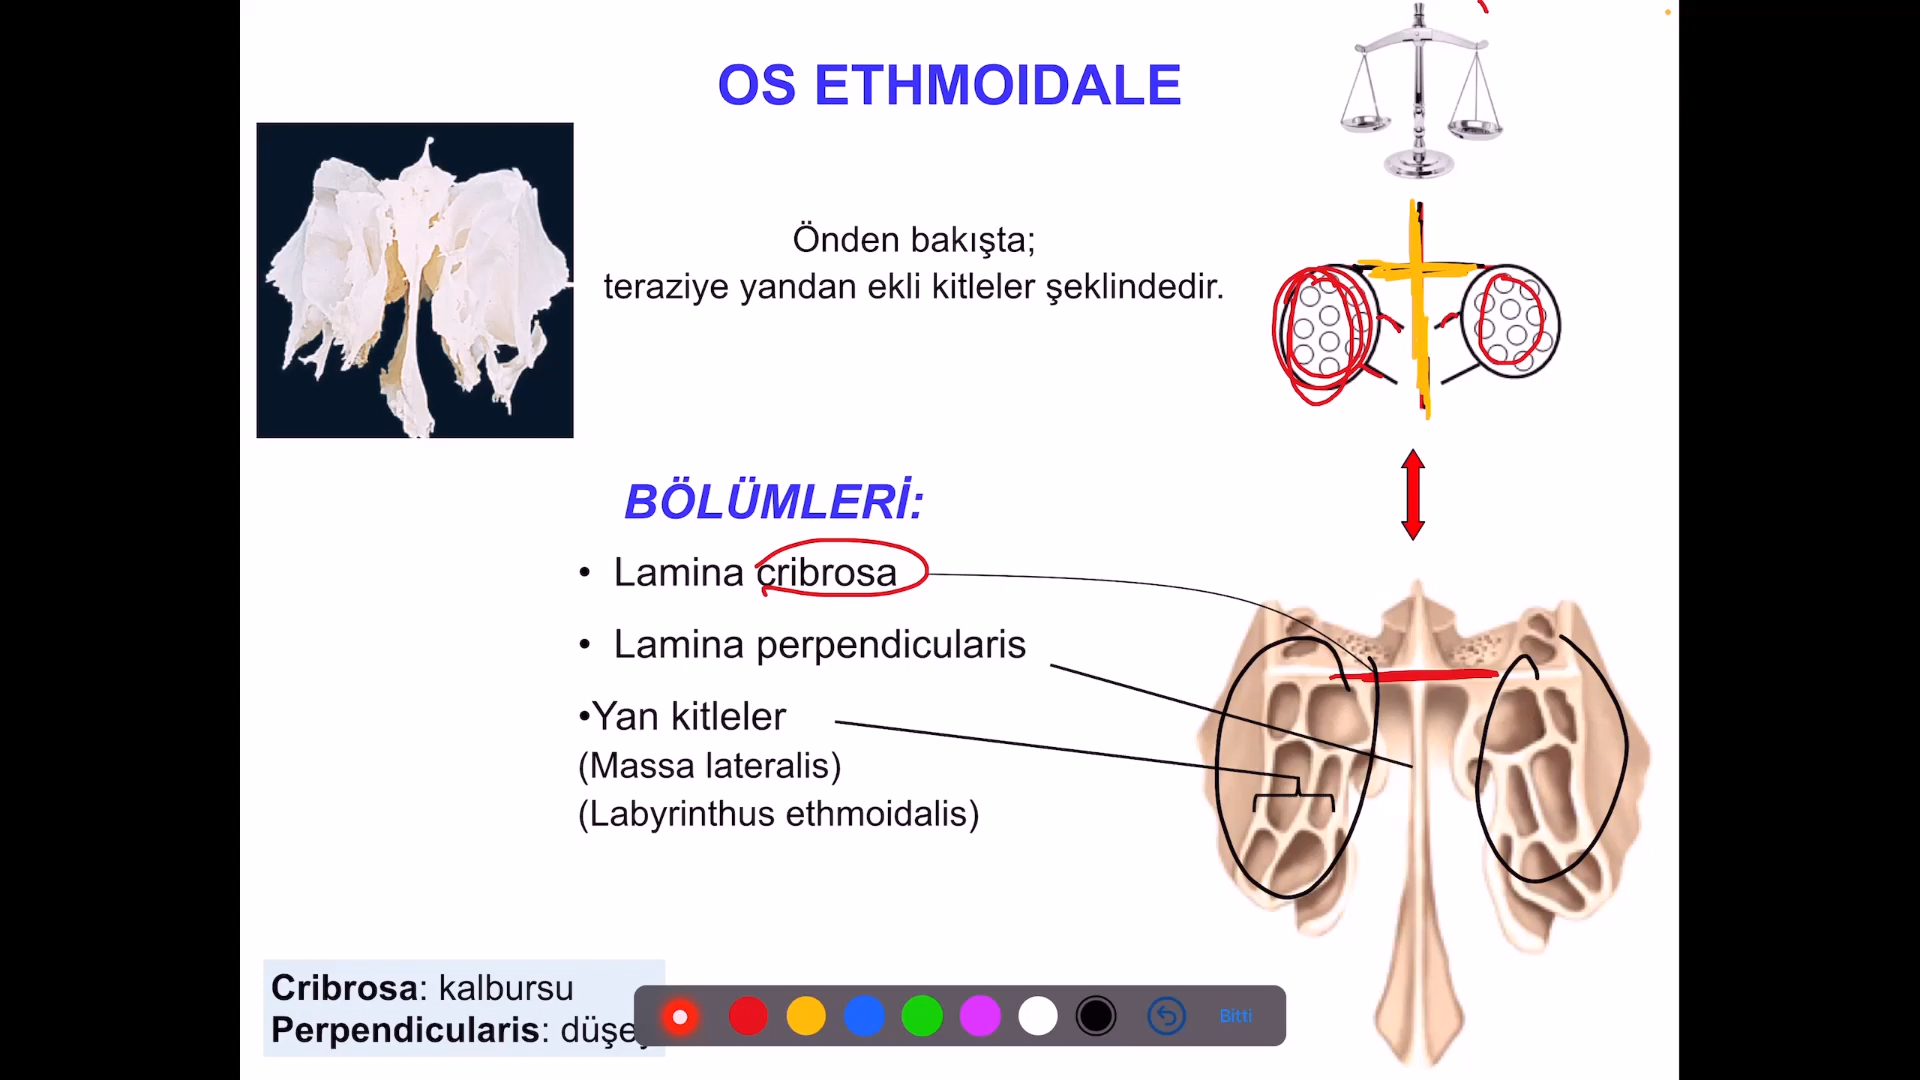 OS ETHMOIDALE
Önden bakışta;
teraziye yandan ekli kitleler şeklindedir.
BÖLÜMLERİ:
• Lamina cribrosa
• Lamina perpendicularis
•Yan kitleler
(Massa lateralis)
(Labyrinthus ethmoidalis)
Cribrosa: kalbursu
Perpendicularis:
Bitti